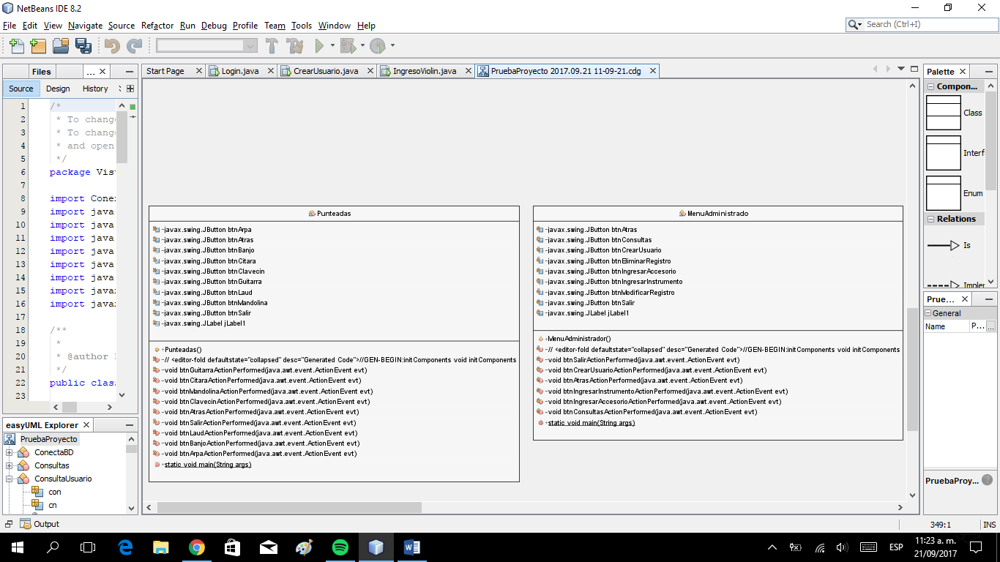 NetBeans IDE 8.2
File Edit View Navigate Source Refactor Run Debug Profile Team Tools Window Help
Search (Ctrl+I)
Files
...
Start Page
Login.java
CrearUsuario.java
IngresoViolin.java
PruebaProyecto 2017.09.21 11-09-21.cdg
Source Design History
1 /*
2 * To change
3 * To change
4 * and open
5 */
6 package Vis
7
8 import Cone
9 import java
10 import java
11 import java
12 import java
13 import java
14 import java
15 import java
16 import java
17
18 /**
19 *
20 * @author
21 */
22 public clas
23
easyUML Explorer
PruebaProyecto
ConectaBD
Consultas
ConsultaUsuario
con
cn
Output
Punteadas
-javax.swing.JButton btnArpa
-javax.swing.JButton btnAtras
-javax.swing.JButton btnBanjo
-javax.swing.JButton btnCitara
-javax.swing.JButton btnClavecin
-javax.swing.JButton btnGuitarra
-javax.swing.JButton btnLaud
-javax.swing.JButton btnMandolina
-javax.swing.JButton btnSalir
-javax.swing.JLabel jLabel1
+Punteadas()
-// <editor-fold defaultstate="collapsed" desc="Generated Code">//GEN-BEGIN:initComponents void initComponents
-void btnGuitarraActionPerformed(java.awt.event.ActionEvent evt)
-void btnCitaraActionPerformed(java.awt.event.ActionEvent evt)
-void btnMandolinaActionPerformed(java.awt.event.ActionEvent evt)
-void btnClavecinActionPerformed(java.awt.event.ActionEvent evt)
-void btnAtrasActionPerformed(java.awt.event.ActionEvent evt)
-void btnSalirActionPerformed(java.awt.event.ActionEvent evt)
-void btnLaudActionPerformed(java.awt.event.ActionEvent evt)
-void btnBanjoActionPerformed(java.awt.event.ActionEvent evt)
-void btnArpaActionPerformed(java.awt.event.ActionEvent evt)
+static void main(String args)
MenuAdministrado
-javax.swing.JButton btnAtras
-javax.swing.JButton btnConsultas
-javax.swing.JButton btnCrearUsuario
-javax.swing.JButton btnEliminarRegistro
-javax.swing.JButton btnIngresarAccesorio
-javax.swing.JButton btnIngresarInstrumento
-javax.swing.JButton btnModificarRegistro
-javax.swing.JButton btnSalir
-javax.swing.JLabel jLabel1
+MenuAdministrador()
-// <editor-fold defaultstate="collapsed" desc="Generated Code">//GEN-BEGIN:initComponents void initComponents
-void btnSalirActionPerformed(java.awt.event.ActionEvent evt)
-void btnCrearUsuarioActionPerformed(java.awt.event.ActionEvent evt)
-void btnAtrasActionPerformed(java.awt.event.ActionEvent evt)
-void btnIngresarInstrumentoActionPerformed(java.awt.event.ActionEvent evt)
-void btnIngresarAccesorioActionPerformed(java.awt.event.ActionEvent evt)
-void btnConsultasActionPerformed(java.awt.event.ActionEvent evt)
+static void main(String args)
Palette
Compon...
Class
Interf
Enum
Relations
Is
Implem
Prue...
General
Name P... ...
PruebaProy...
349:1 INS
ESP
11:23 a. m.
21/09/2017